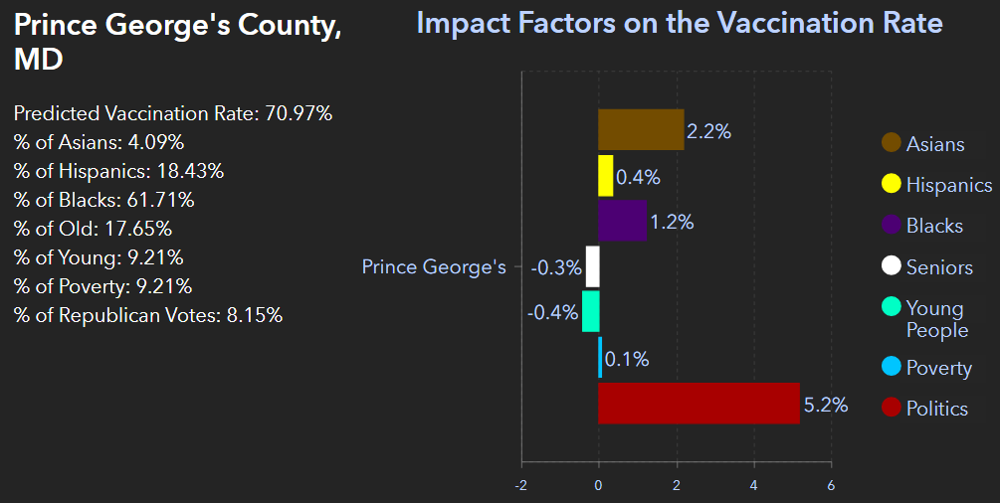 Prince George's County,
MD
Predicted Vaccination Rate: 70.97%
% of Asians: 4.09%
% of Hispanics: 18.43%
% of Blacks: 61.71%
% of Old: 17.65%
% of Young: 9.21%
% of Poverty: 9.21%
% of Republican Votes: 8.15%
Impact Factors on the Vaccination Rate
2.2%
0.4%
1.2%
Prince George's
-0.3%
-0.4%
0.1%
5.2%
-2 0 2 4 6
Asians
Hispanics
Blacks
Seniors
Young
People
Poverty
Politics